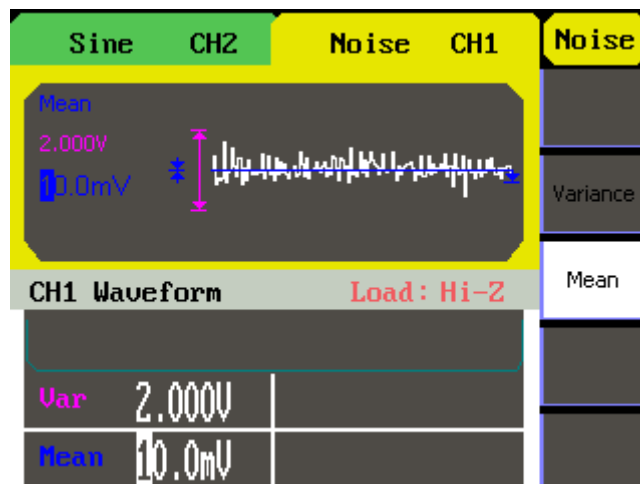 Sine CH2 Noise CH1 Noise
Mean
2.000V
10.0mV
Variance
Mean
CH1 Waveform Load: Hi-Z
Var 2.000V
Mean 10.0mV